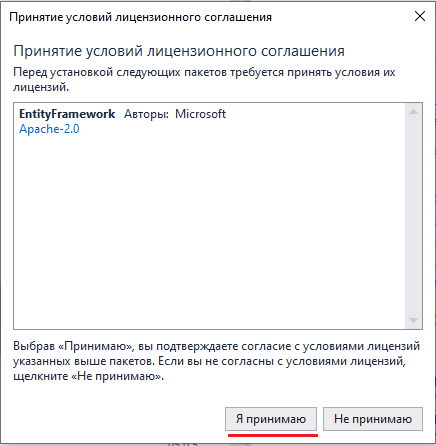 Принятие условий лицензионного соглашения
Принятие условий лицензионного соглашения
Перед установкой следующих пакетов требуется принять условия их
лицензий.
EntityFramework Авторы: Microsoft
Apache-2.0
Выбрав «Принимаю», вы подтверждаете согласие с условиями лицензий
указанных выше пакетов. Если вы не согласны с условиями лицензий,
щелкните «Не принимаю».
Я принимаю Не принимаю